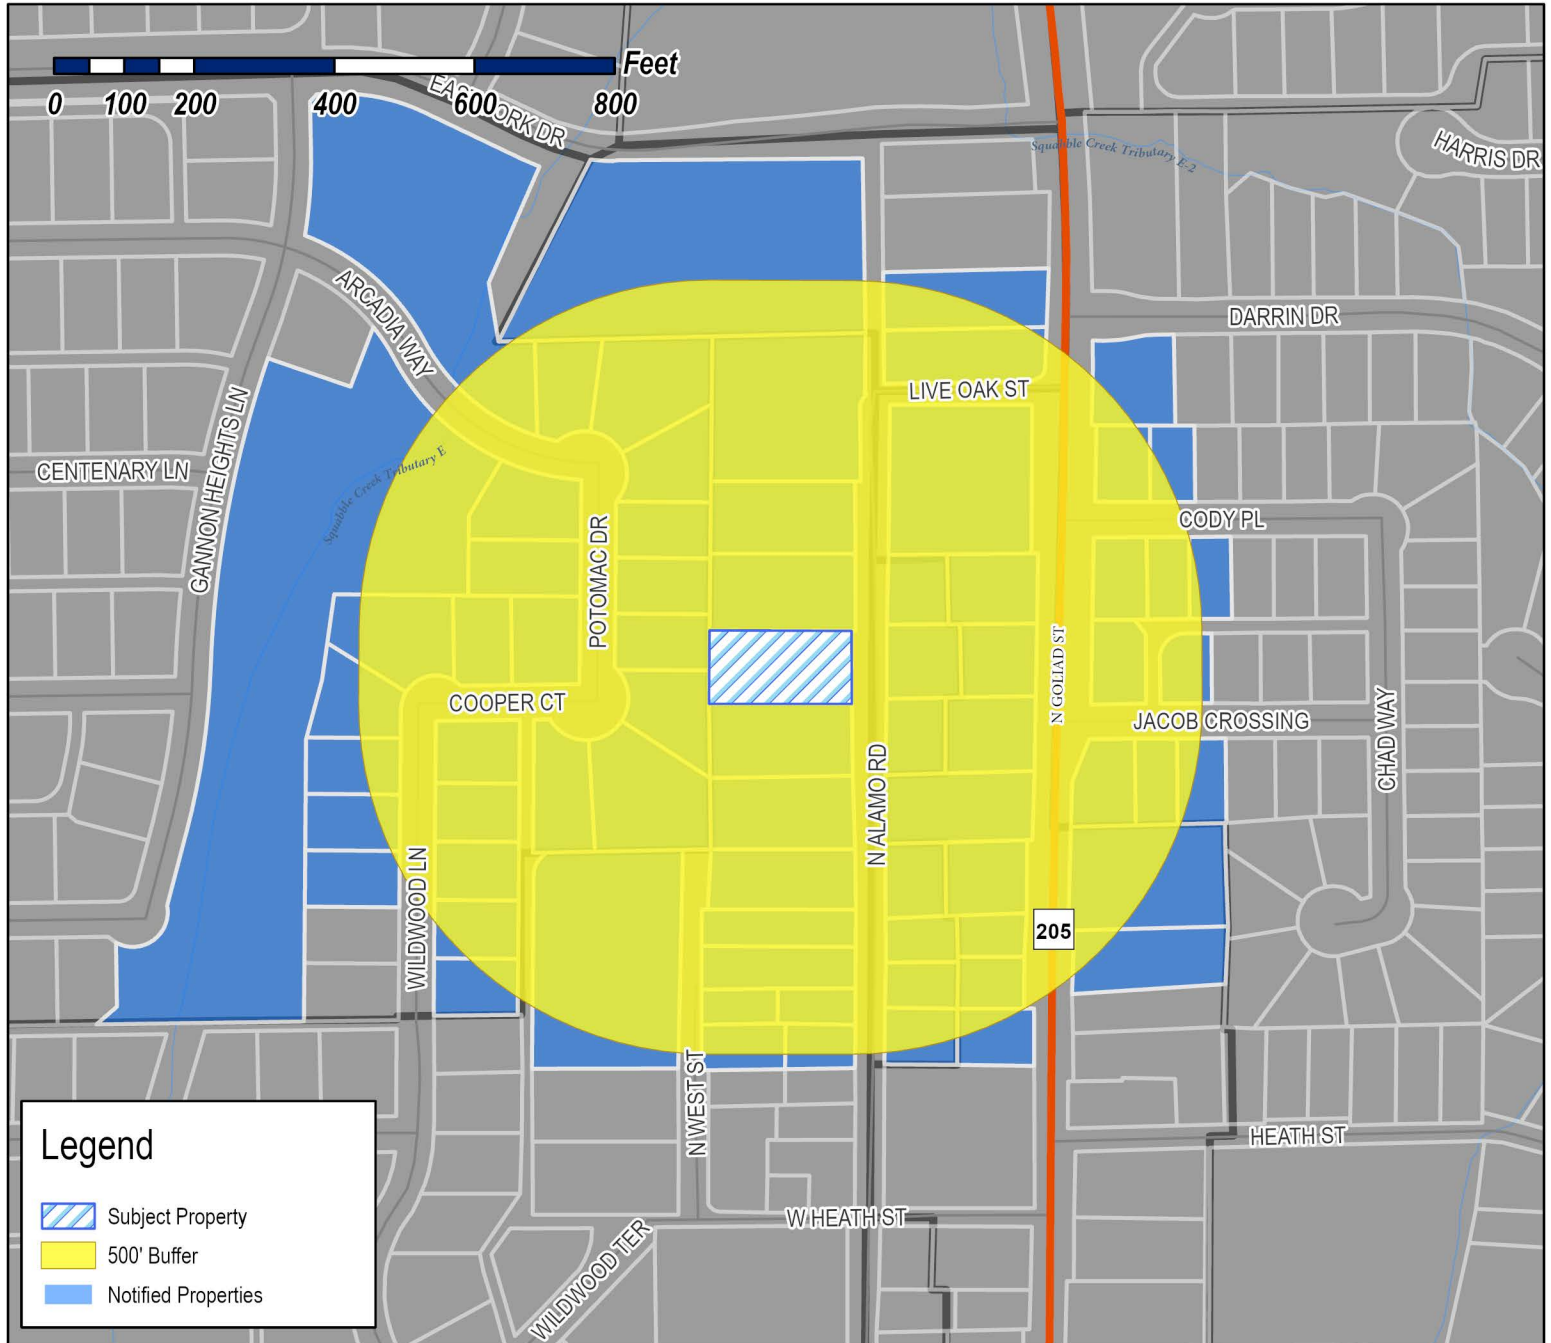 Feet
0 100 200 400 600 800
HARRIS DR
Squabble Creek Tributary E-2
ARCADIA WAY
DARRIN DR
LIVE OAK ST
CENTENARY LN
GANNON HEIGHTS LN
Squabble Creek Tributary E
POTOMAC DR
CODY PL
N GOLIAD ST
COOPER CT
JACOB CROSSING
CHAD WAY
N ALAMO RD
WILDWOOD LN
205
N WEST ST
HEATH ST
W HEATH ST
WILDWOOD TER
Legend
Subject Property
500' Buffer
Notified Properties